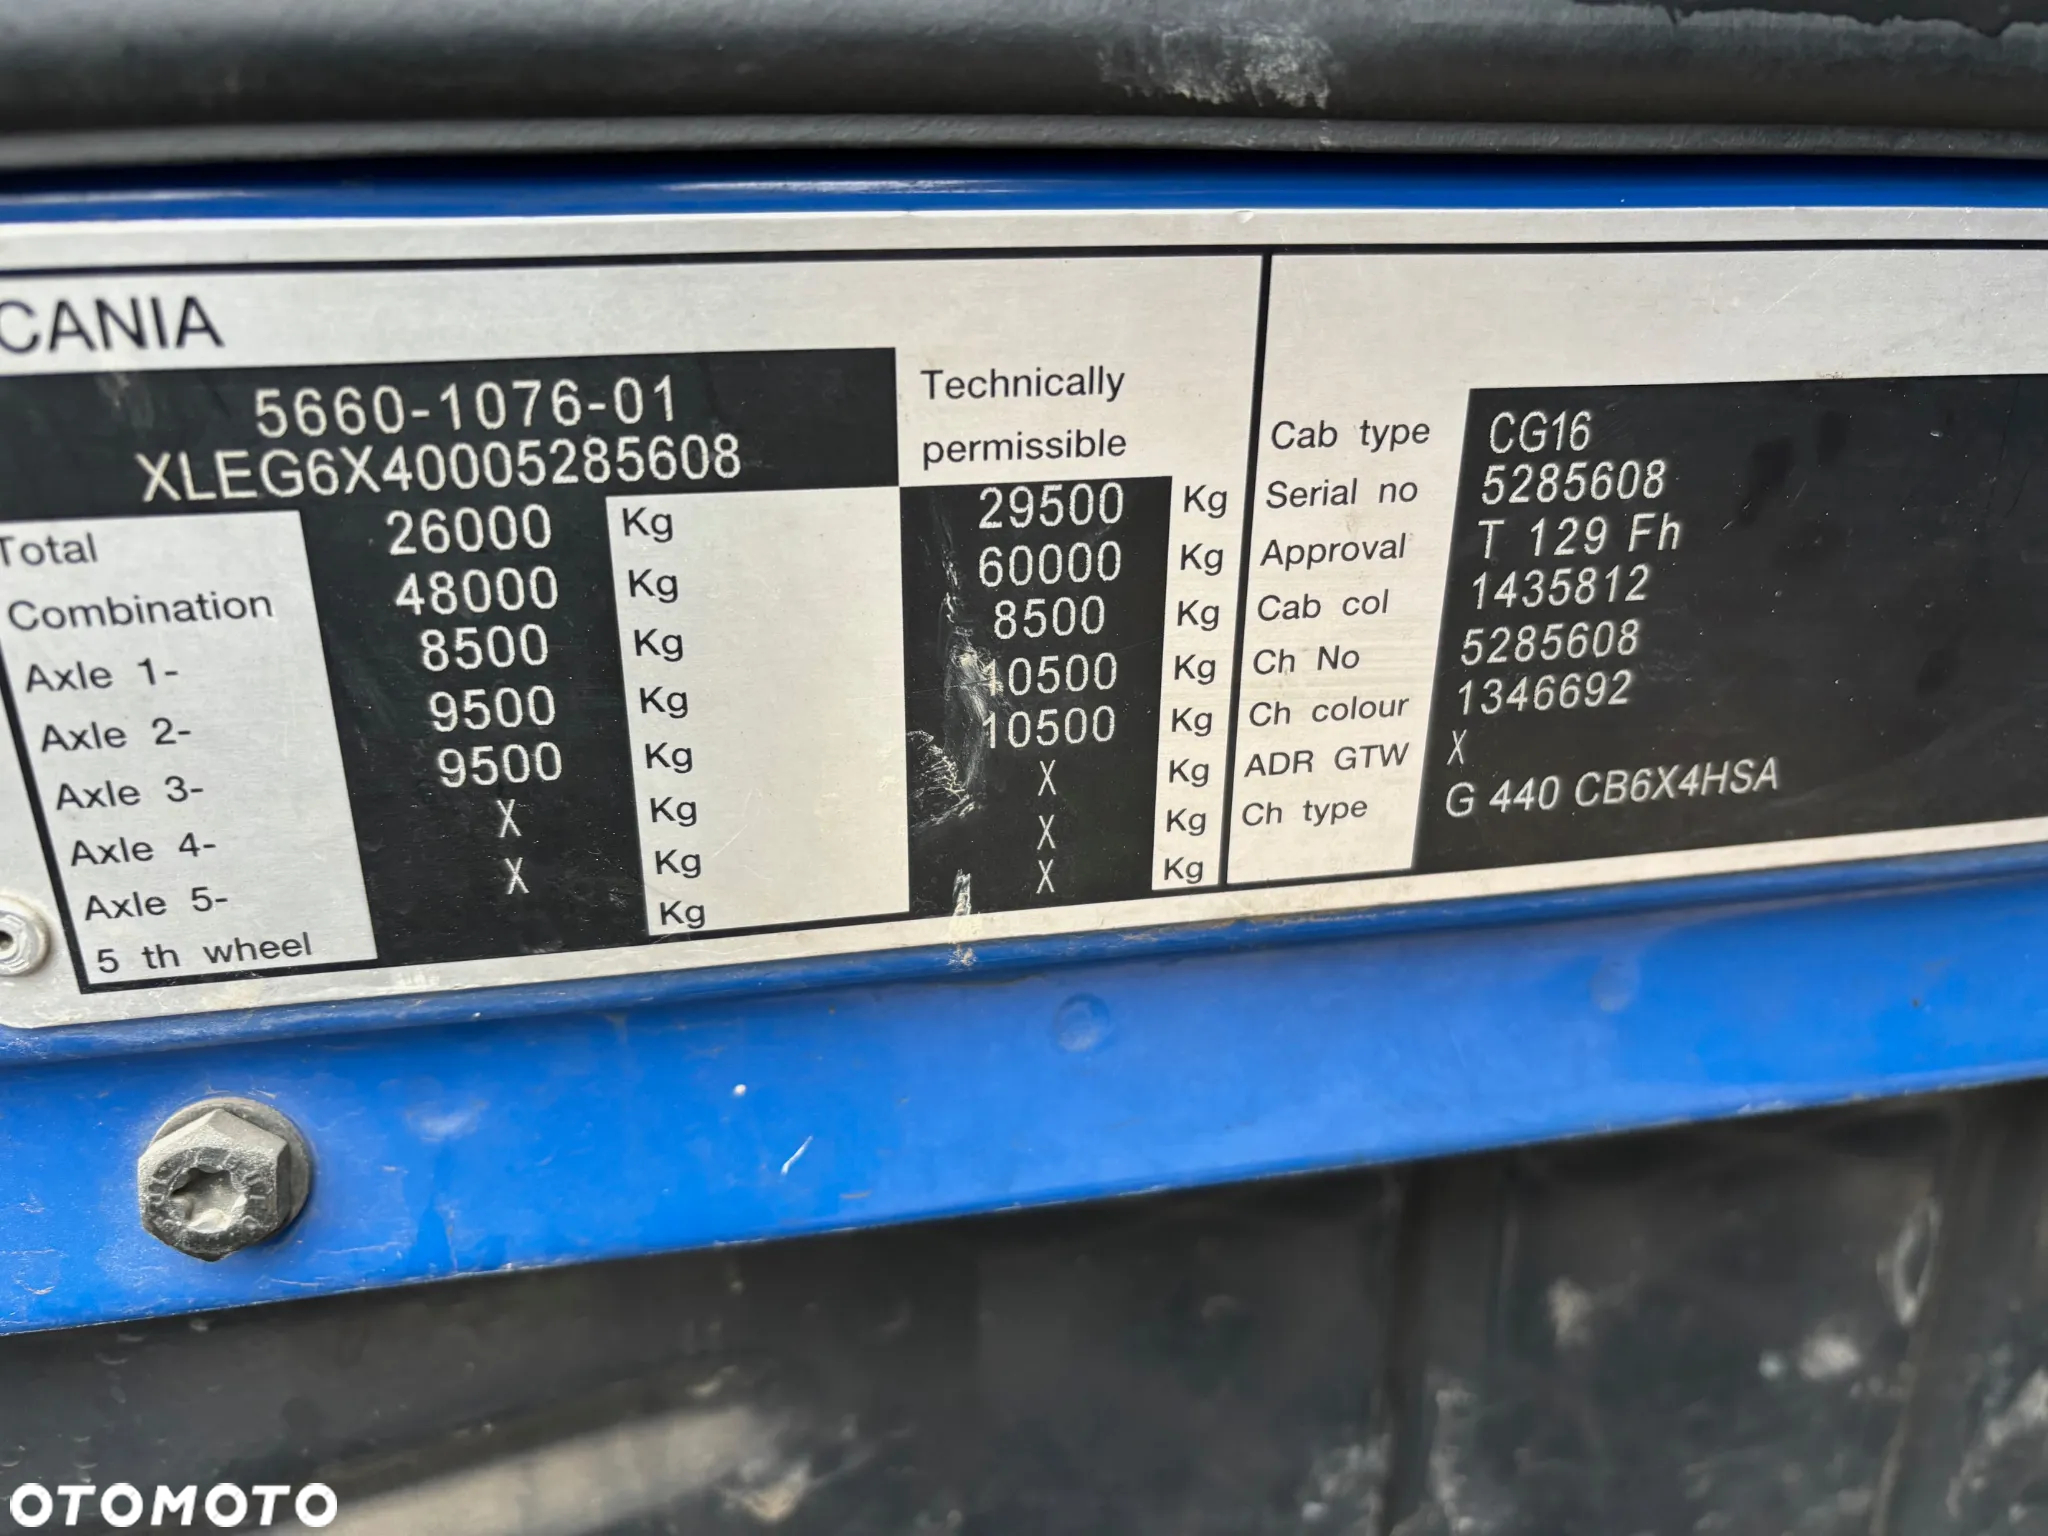 CANIA
5660-1076-01
XLEG6X40005285608
Technically
permissible
Total 26000 Kg 29500 Kg
Combination 48000 Kg 60000 Kg
Axle 1- 8500 Kg 8500 Kg
Axle 2- 9500 Kg 10500 Kg
Axle 3- 9500 Kg 10500 Kg
Axle 4- X Kg X Kg
Axle 5- X Kg X Kg
5 th wheel Kg X Kg
Cab type CG16
Serial no 5285608
Approval T 129 Fh
Cab col 1435812
Ch No 5285608
Ch colour 1346692
ADR GTW X
Ch type G 440 CB6X4HSA
OTOMOTO